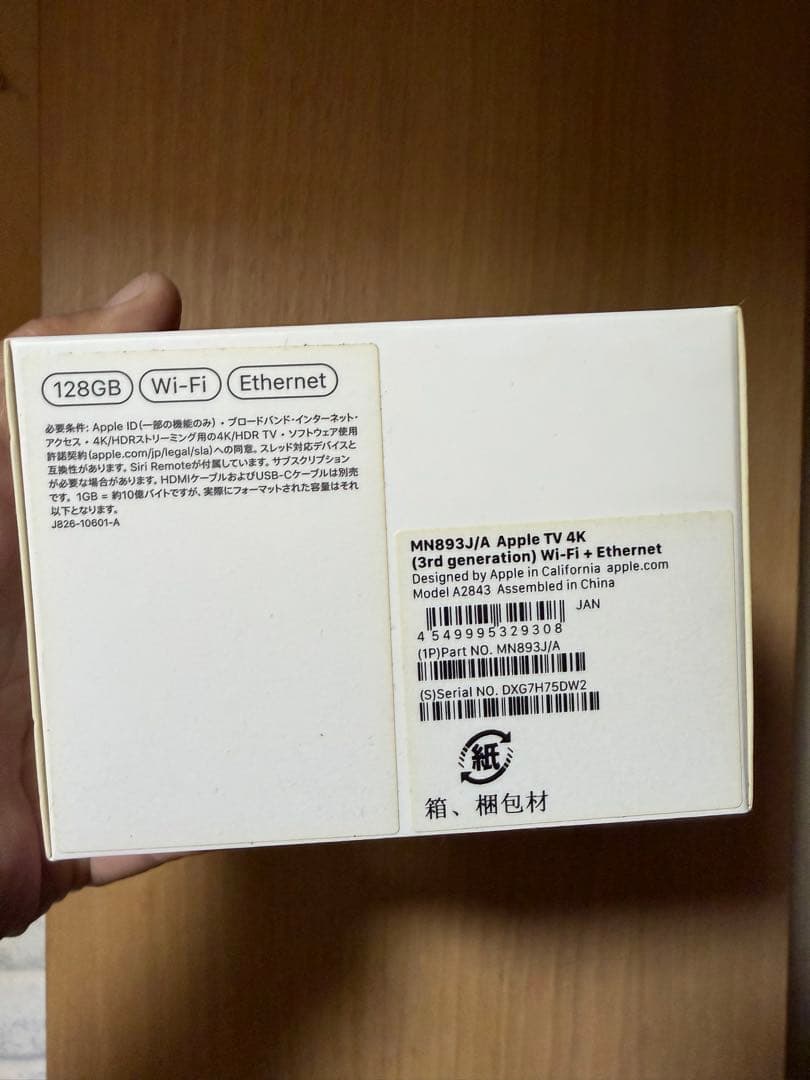 128GB Wi-Fi Ethernet
必要条件: Apple ID(一部の機能のみ)・ブロードバンド・インターネット・
アクセス・4K/HDRストリーミング用の4K/HDR TV・ソフトウェア使用
許諾契約(apple.com/jp/legal/sla)への同意。スレッド対応デバイスと
互換性があります。Siri Remoteが付属しています。サブスクリプション
が必要な場合があります。HDMIケーブルおよびUSB-Cケーブルは別売
です。1GB = 約10億バイトですが、実際にフォーマットされた容量はそれ
以下となります。
J826-10601-A
MN893J/A Apple TV 4K
(3rd generation) Wi-Fi + Ethernet
Designed by Apple in California apple.com
Model A2843 Assembled in China
JAN
4549995329308
(1P)Part NO. MN893J/A
(S)Serial NO. DXG7H75DW2
紙
箱、梱包材